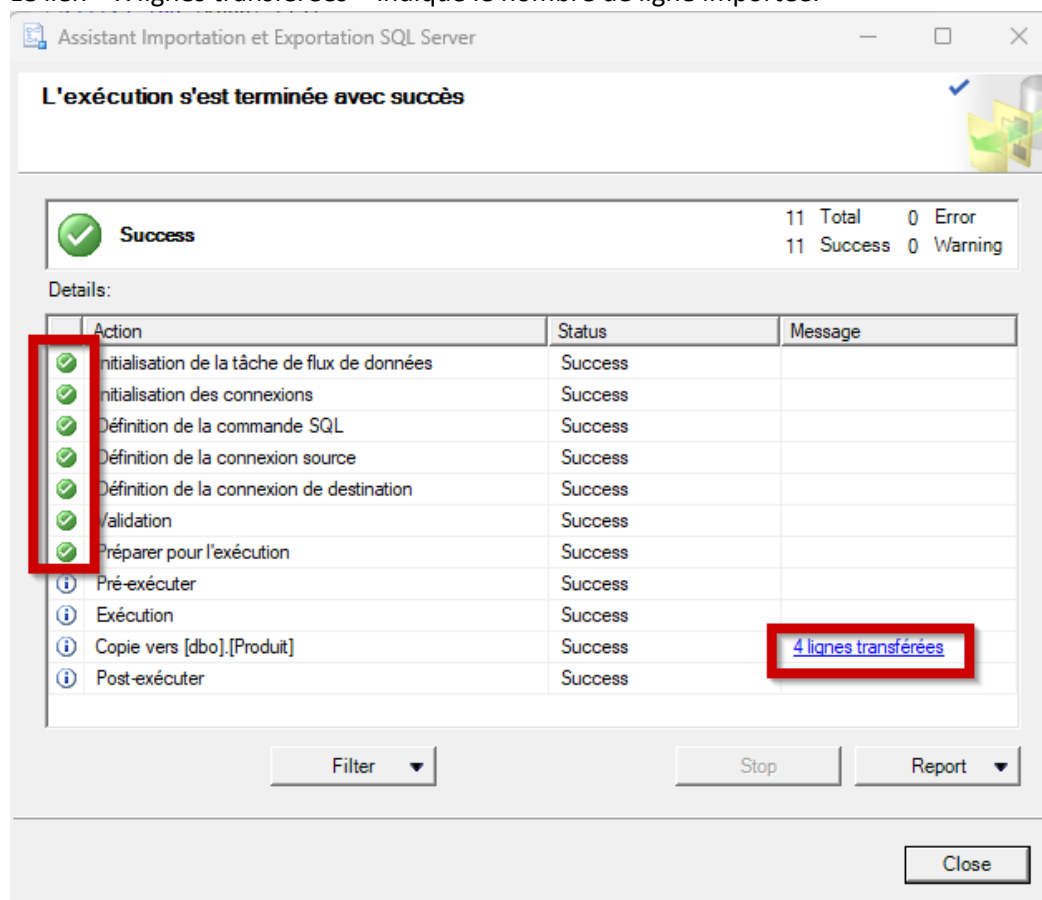 Assistant Importation et Exportation SQL Server
L'exécution s'est terminée avec succès
Success
11 Total 0 Error
11 Success 0 Warning
Details:
Action Status Message
nitialisation de la tâche de flux de données Success
nitialisation des connexions Success
Définition de la commande SQL Success
Définition de la connexion source Success
Définition de la connexion de destination Success
Validation Success
Préparer pour l'exécution Success
Pré-exécuter Success
Exécution Success
Copie vers [dbo].[Produit] Success 4 lignes transférées
Post-exécuter Success
Filter Stop Report
Close